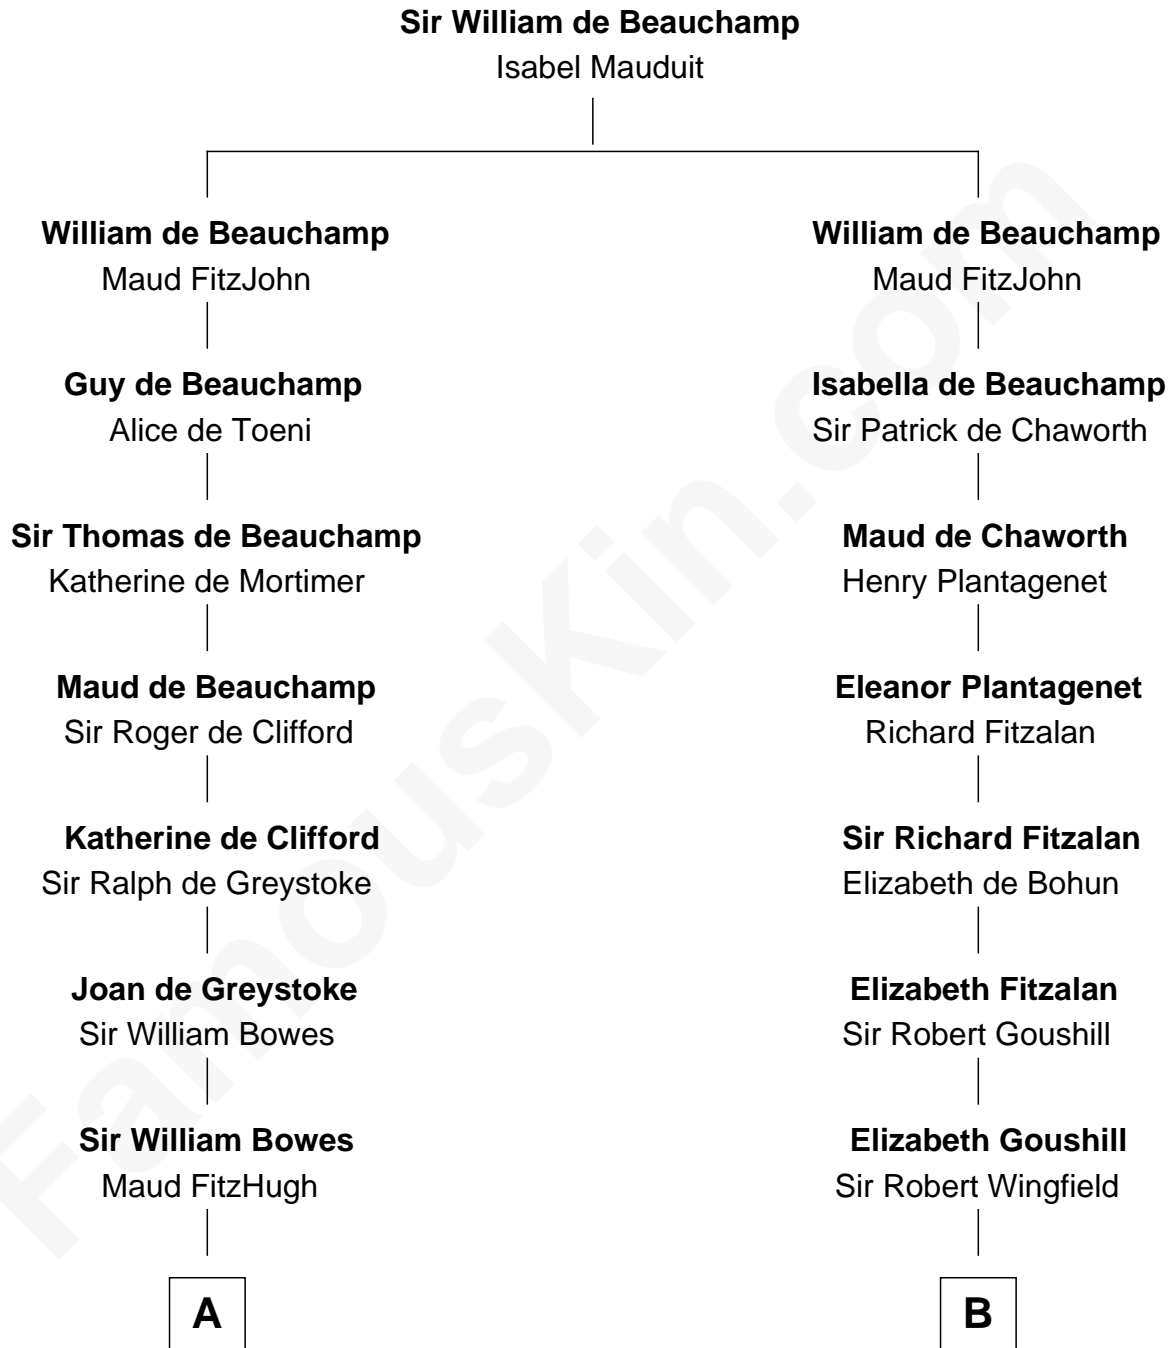 Sir William de Beauchamp
Isabel Mauduit
William de Beauchamp
Maud FitzJohn
William de Beauchamp
Maud FitzJohn
Guy de Beauchamp
Alice de Toeni
Isabella de Beauchamp
Sir Patrick de Chaworth
Sir Thomas de Beauchamp
Katherine de Mortimer
Maud de Chaworth
Henry Plantagenet
Maud de Beauchamp
Sir Roger de Clifford
Eleanor Plantagenet
Richard Fitzalan
Katherine de Clifford
Sir Ralph de Greystoke
Sir Richard Fitzalan
Elizabeth de Bohun
Joan de Greystoke
Sir William Bowes
Elizabeth Fitzalan
Sir Robert Goushill
Sir William Bowes
Maud FitzHugh
Elizabeth Goushill
Sir Robert Wingfield
A
B
FamousKin.com